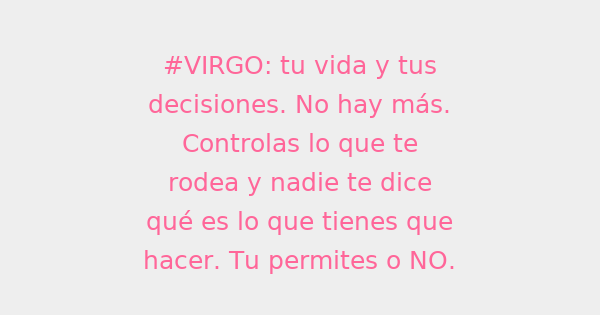 #VIRGO: tu vida y tus
decisiones. No hay más.
Controlas lo que te
rodea y nadie te dice
qué es lo que tienes que
hacer. Tu permites o NO.